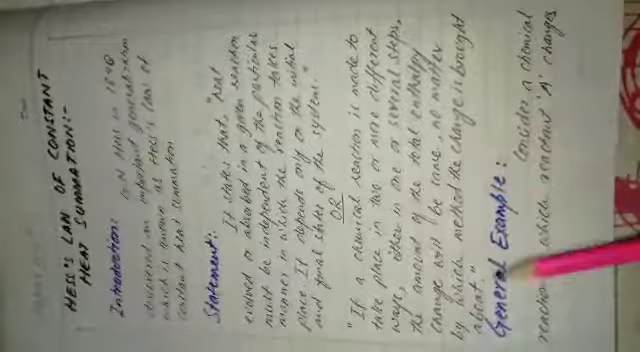 HESS'S LAW OF CONSTANT
HEAT SUMMATION:-
Introduction:
G.N Hess in 1840
discovered an important generalization
which is known as Hess's law of
constant heat summation
Statement:
It states that, "heat
evolved or absorbed in a given reaction
must be independent of the particular
manner in which the reaction takes
place. It depends only on the initial
and final states of the system."
OR
"If a chemical reaction is made to
take place in two or more different
ways, either in one or several steps,
the amount of the total enthalpy
change will be same, no matter
by which method the change is brought
about."
General Example:
Consider a chemical
reaction which reactant 'A' changes